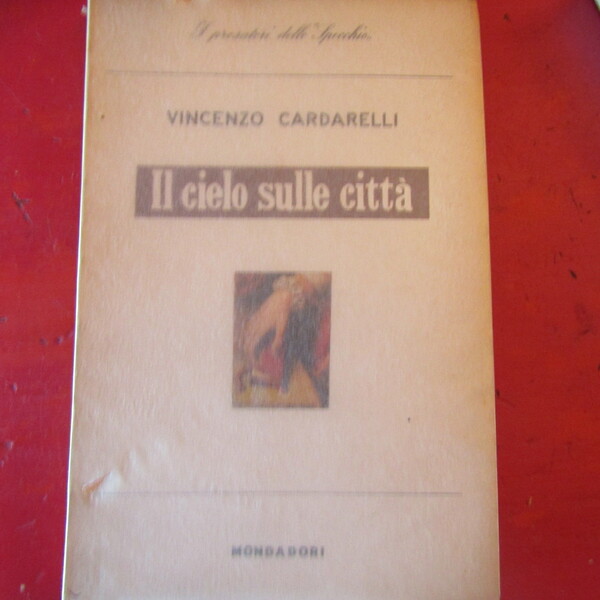 I prosatori dello "Specchio"
VINCENZO CARDARELLI
Il cielo sulle città
MONDADORI